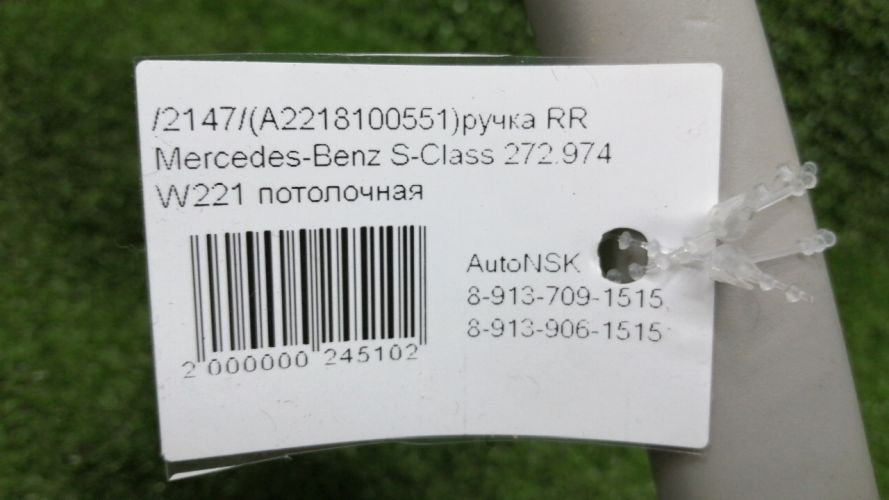 /2147/(A2218100551)ручка RR
Mercedes-Benz S-Class 272.974
W221 потолочная
AutoNSK
8-913-709-1515,
8-913-906-1515
2 000000 245102